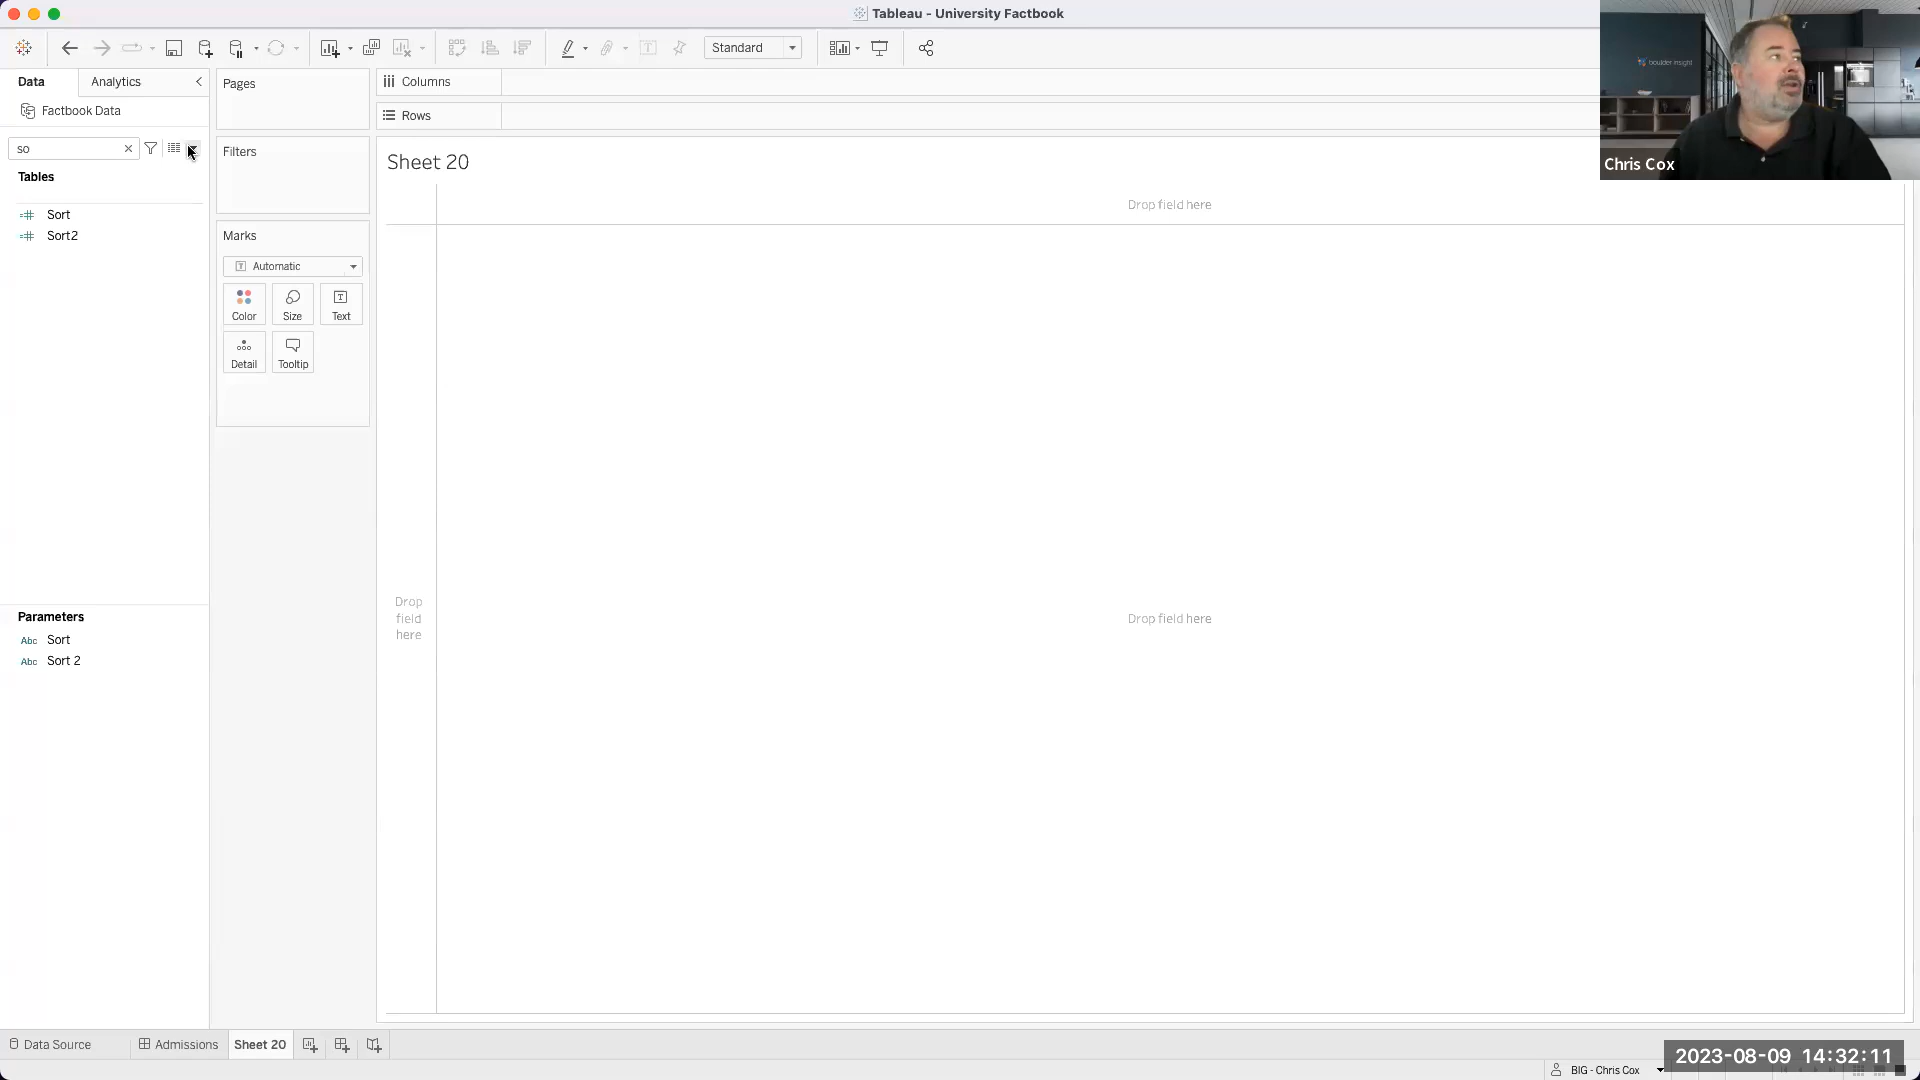 Tableau - University Factbook
Standard
boulder insight
Chris Cox
Data
Analytics
Factbook Data
so
Tables
Sort
Sort2
Parameters
Abc Sort
Abc Sort 2
Pages
Filters
Marks
Automatic
Color
Size
Text
Detail
Tooltip
Columns
Rows
Sheet 20
Drop field here
Drop
field
here
Drop field here
Data Source
Admissions
Sheet 20
BIG - Chris Cox
2023-08-09 14:32:11